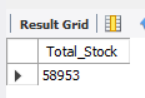 Result Grid
Total_Stock
58953